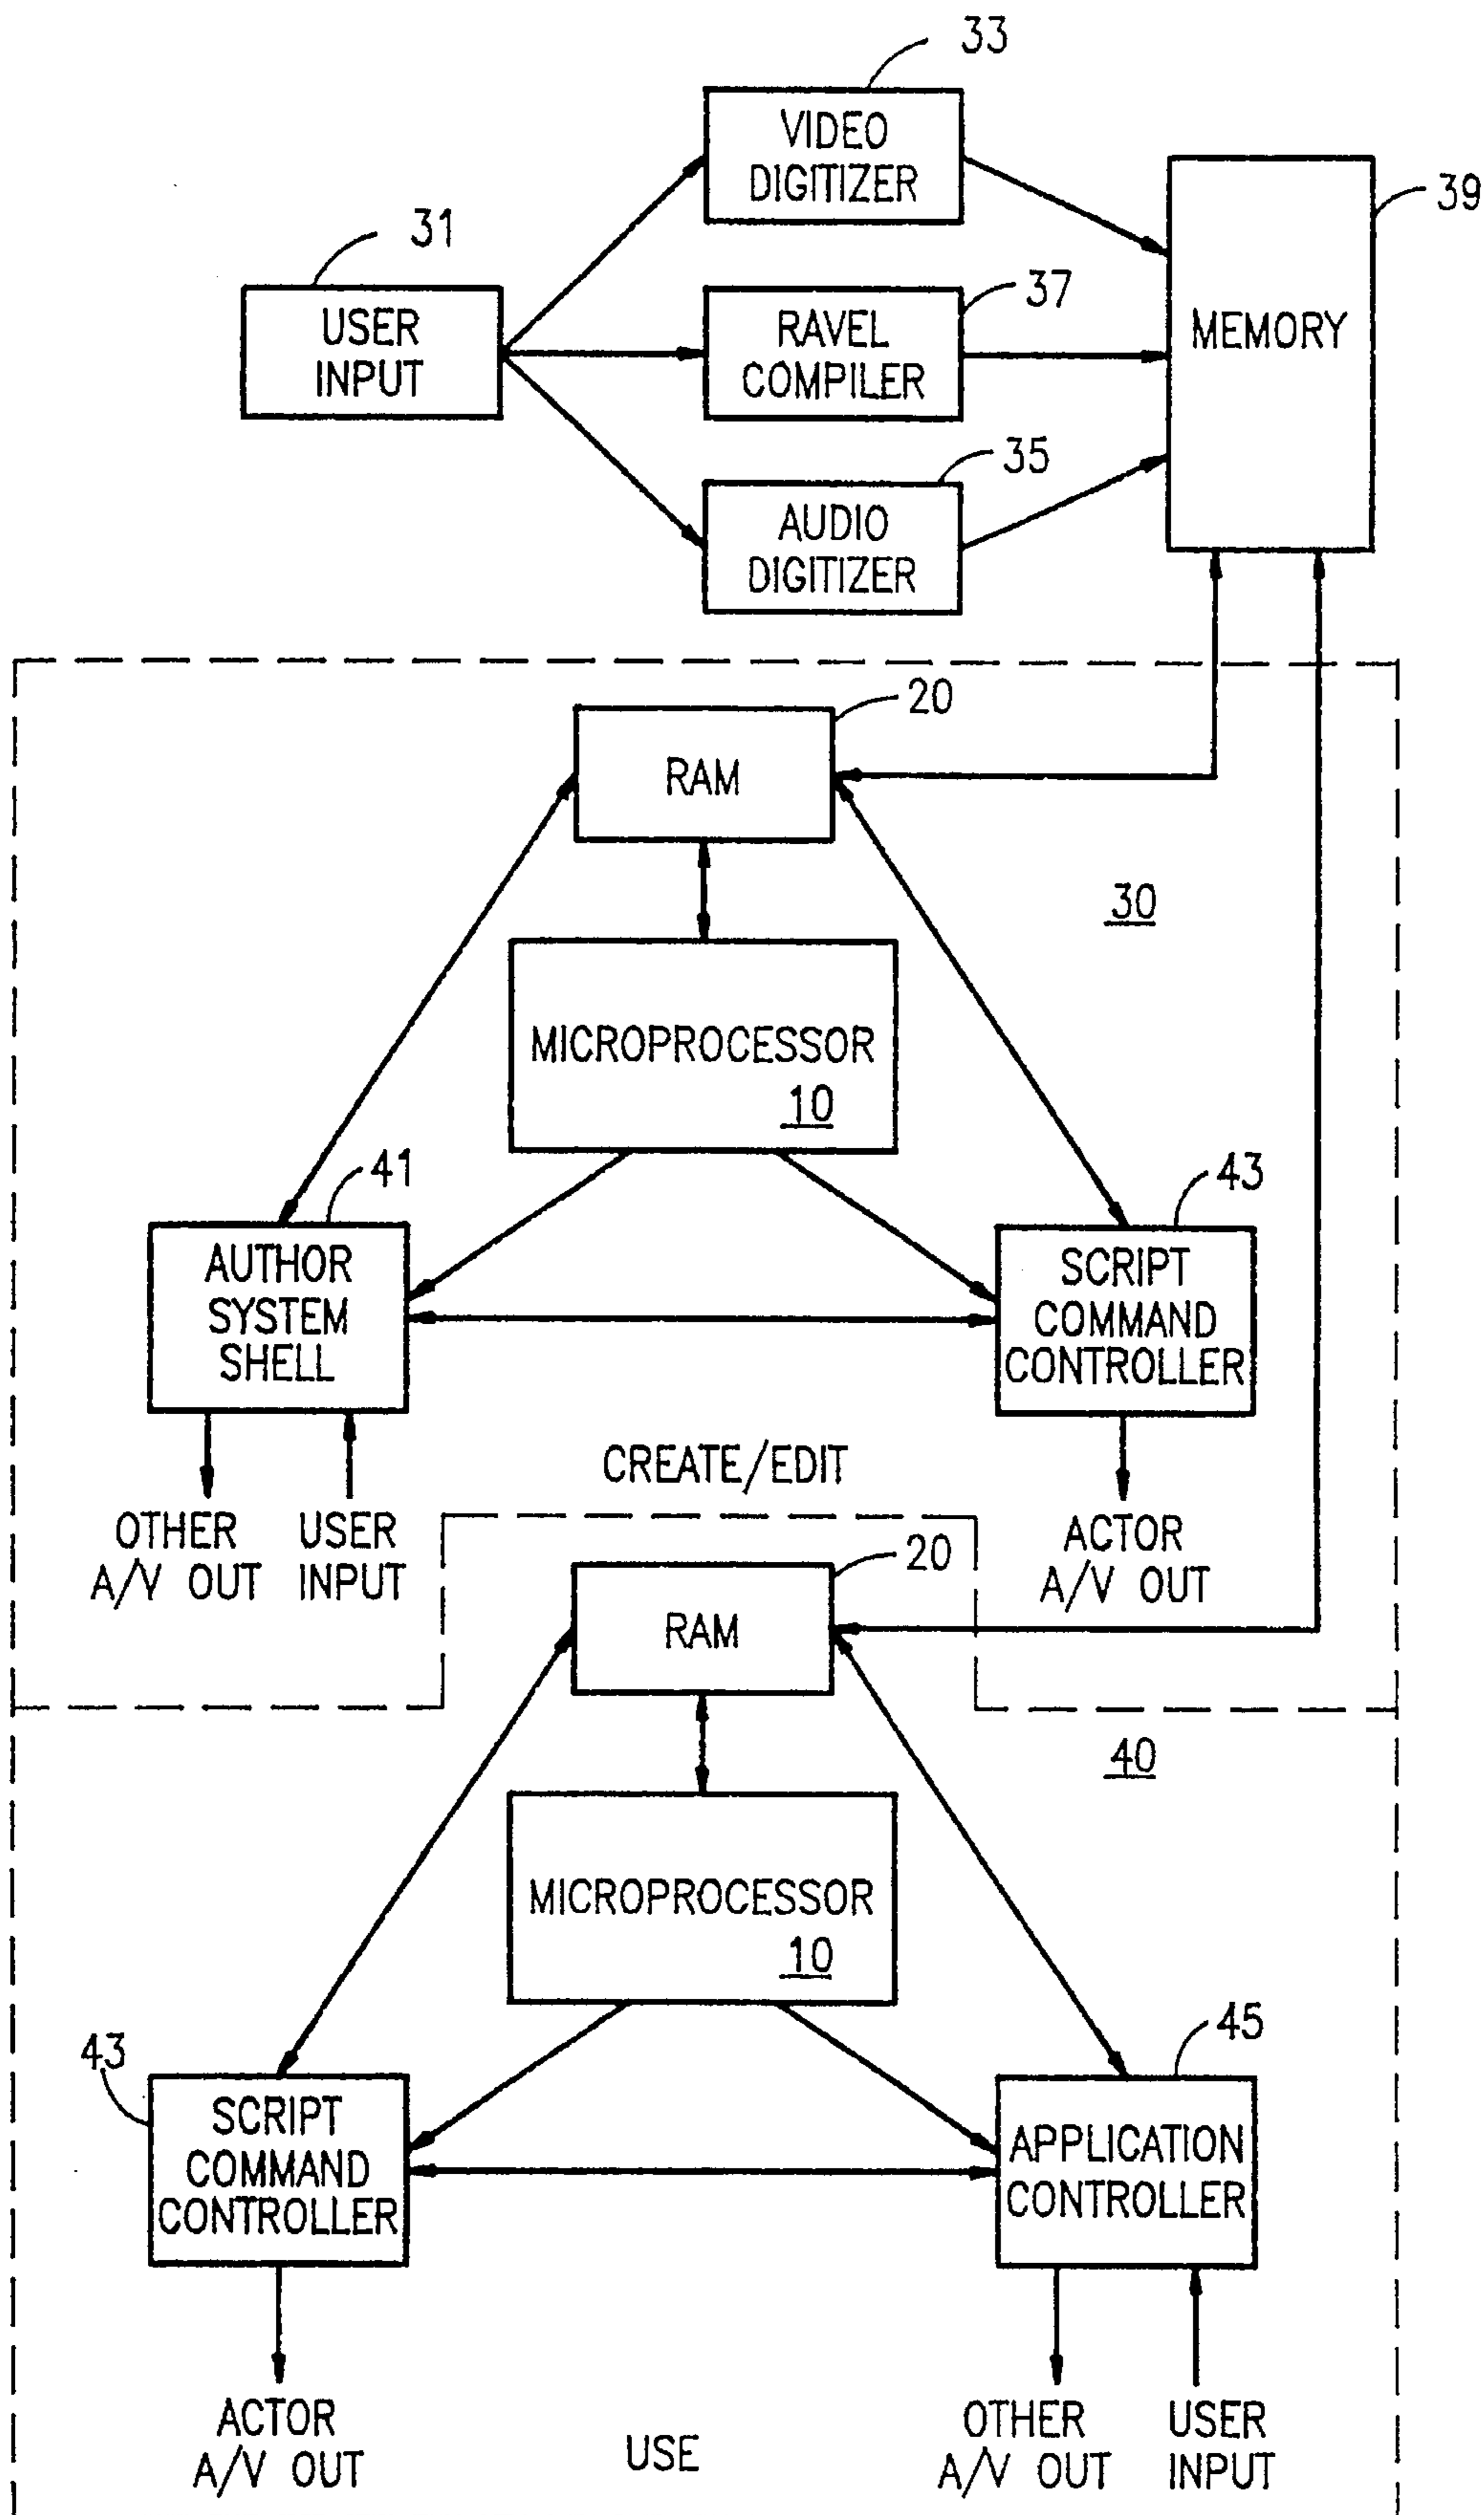 33
VIDEO
DIGITIZER
39
31
USER
INPUT
37
RAVEL
COMPILER
MEMORY
35
AUDIO
DIGITIZER
20
RAM
30
MICROPROCESSOR
10
41
AUTHOR
SYSTEM
SHELL
43
SCRIPT
COMMAND
CONTROLLER
CREATE/EDIT
OTHER
A/V OUT
USER
INPUT
ACTOR
A/V OUT
20
RAM
40
MICROPROCESSOR
10
43
SCRIPT
COMMAND
CONTROLLER
45
APPLICATION
CONTROLLER
ACTOR
A/V OUT
USE
OTHER
A/V OUT
USER
INPUT